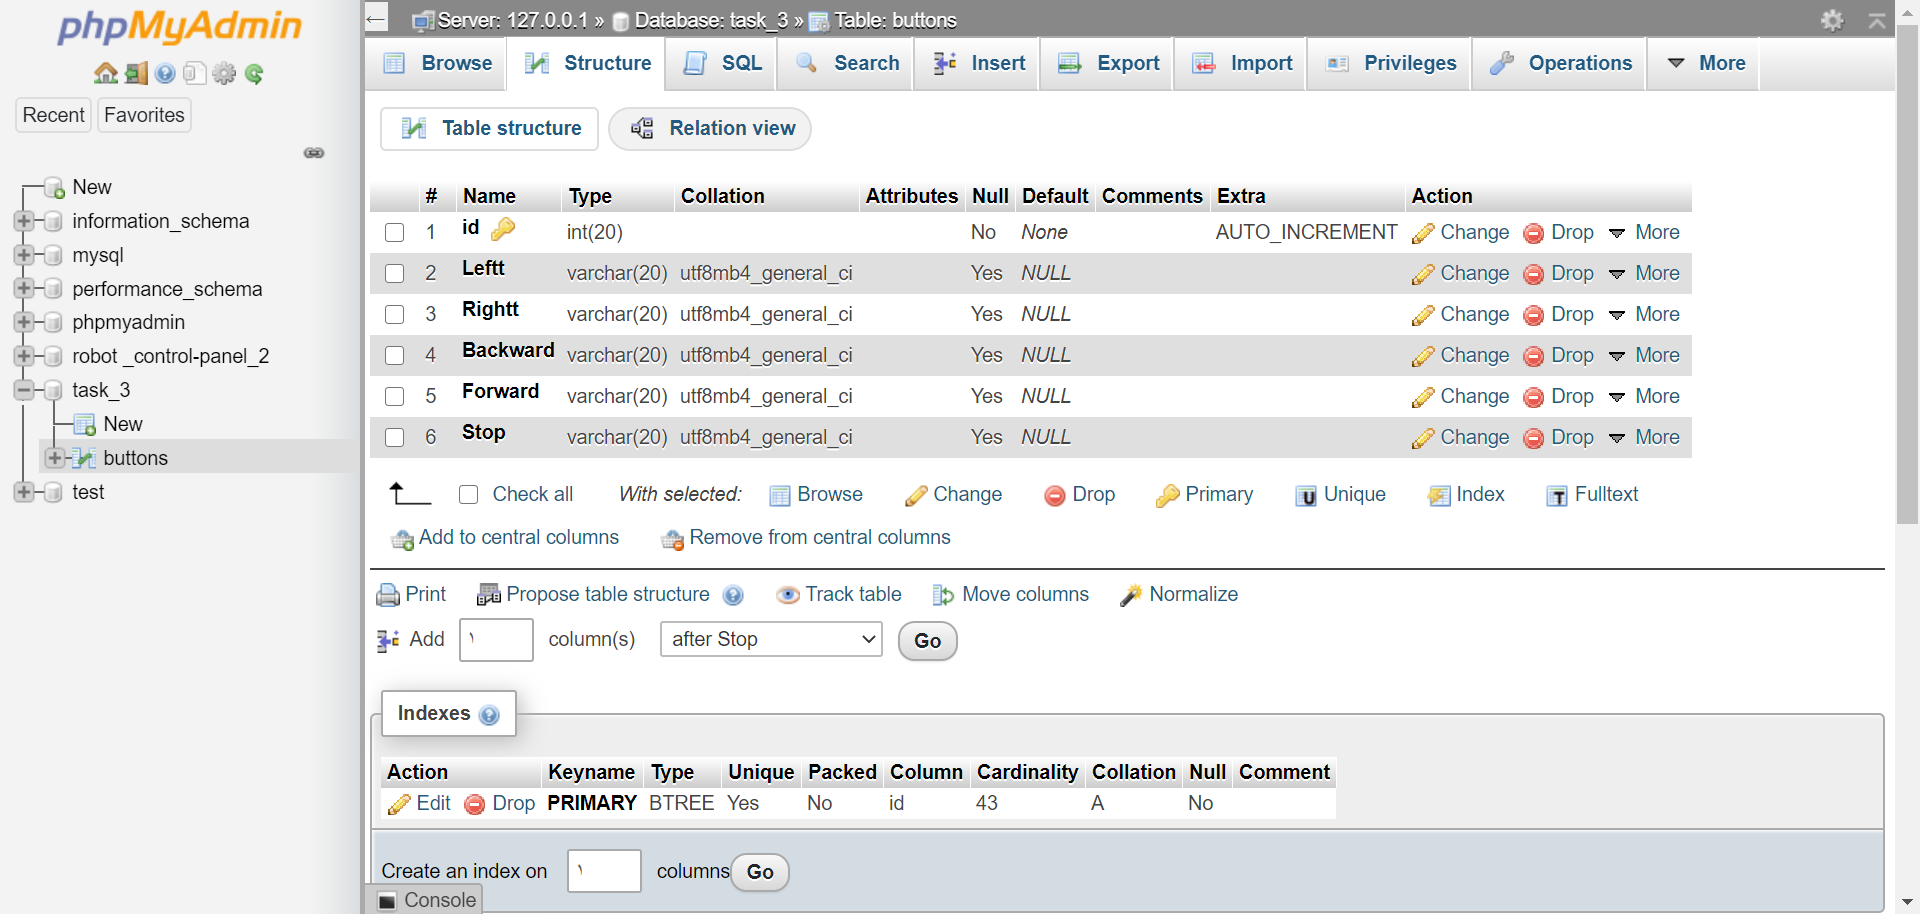 phpMyAdmin
Recent Favorites
New
information_schema
mysql
performance_schema
phpmyadmin
robot _control-panel_2
task_3
New
buttons
test
Server: 127.0.0.1 » Database: task_3 » Table: buttons
Browse Structure SQL Search Insert Export Import Privileges Operations More
Table structure Relation view
# Name Type Collation Attributes Null Default Comments Extra Action
1 id int(20) No None AUTO_INCREMENT Change Drop More
2 Leftt varchar(20) utf8mb4_general_ci Yes NULL Change Drop More
3 Rightt varchar(20) utf8mb4_general_ci Yes NULL Change Drop More
4 Backward varchar(20) utf8mb4_general_ci Yes NULL Change Drop More
5 Forward varchar(20) utf8mb4_general_ci Yes NULL Change Drop More
6 Stop varchar(20) utf8mb4_general_ci Yes NULL Change Drop More
Check all With selected: Browse Change Drop Primary Unique Index Fulltext
Add to central columns Remove from central columns
Print Propose table structure Track table Move columns Normalize
Add ١ column(s) after Stop Go
Indexes
Action Keyname Type Unique Packed Column Cardinality Collation Null Comment
Edit Drop PRIMARY BTREE Yes No id 43 A No
Create an index on ١ columns Go
Console